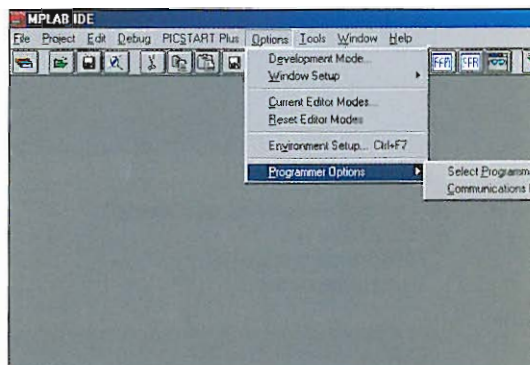 MPLAB IDE
File Project Edit Debug PICSTART Plus Options Tools Window Help
Development Mode...
Window Setup
Current Editor Modes...
Reset Editor Modes
Environment Setup... Ctrl+F7
Programmer Options
Select Programm
Communications
SFR